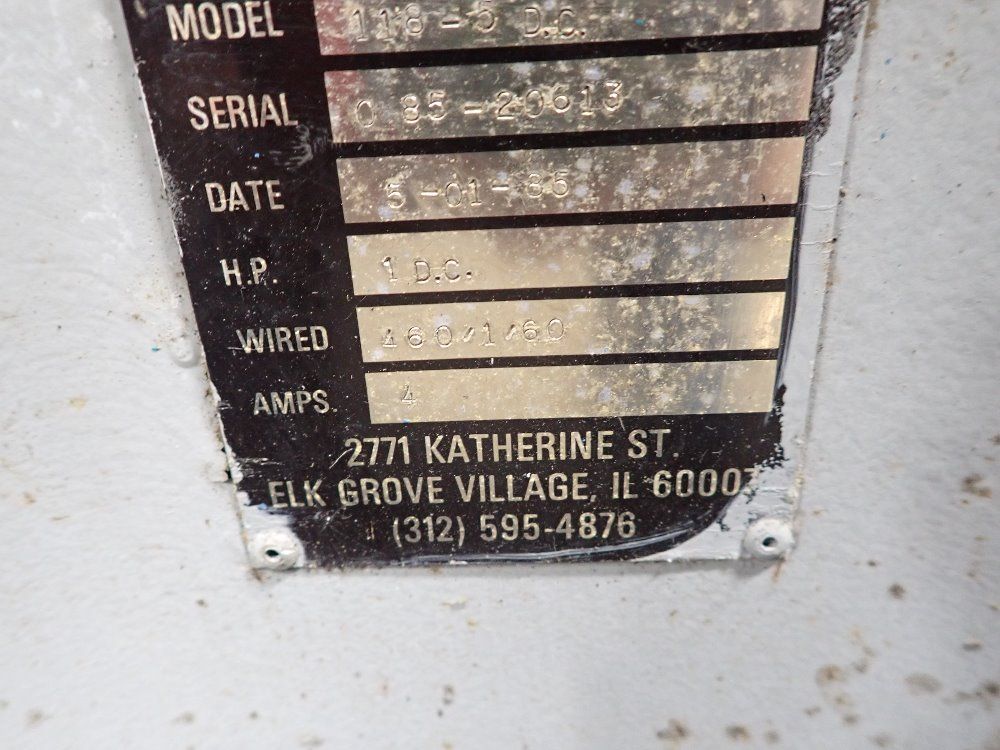 MODEL 118-5 D.C.
SERIAL 0 85-20613
DATE 5-01-85
H.P. 1 D.C.
WIRED 460/1/60
AMPS. 4
2771 KATHERINE ST.
ELK GROVE VILLAGE, IL 60007
(312) 595-4876